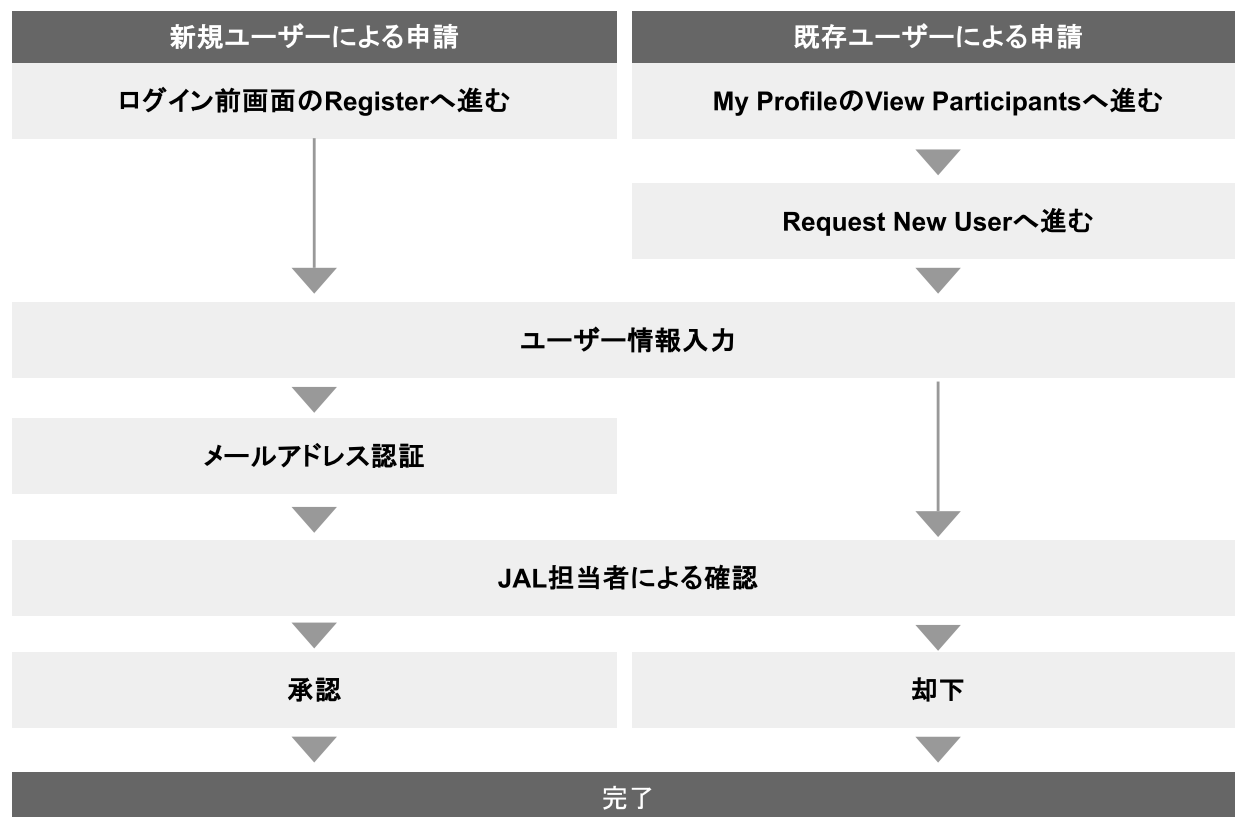 新規ユーザーによる申請
既存ユーザーによる申請
ログイン前画面のRegisterへ進む
My ProfileのView Participantsへ進む
Request New Userへ進む
ユーザー情報入力
メールアドレス認証
JAL担当者による確認
承認
却下
完了